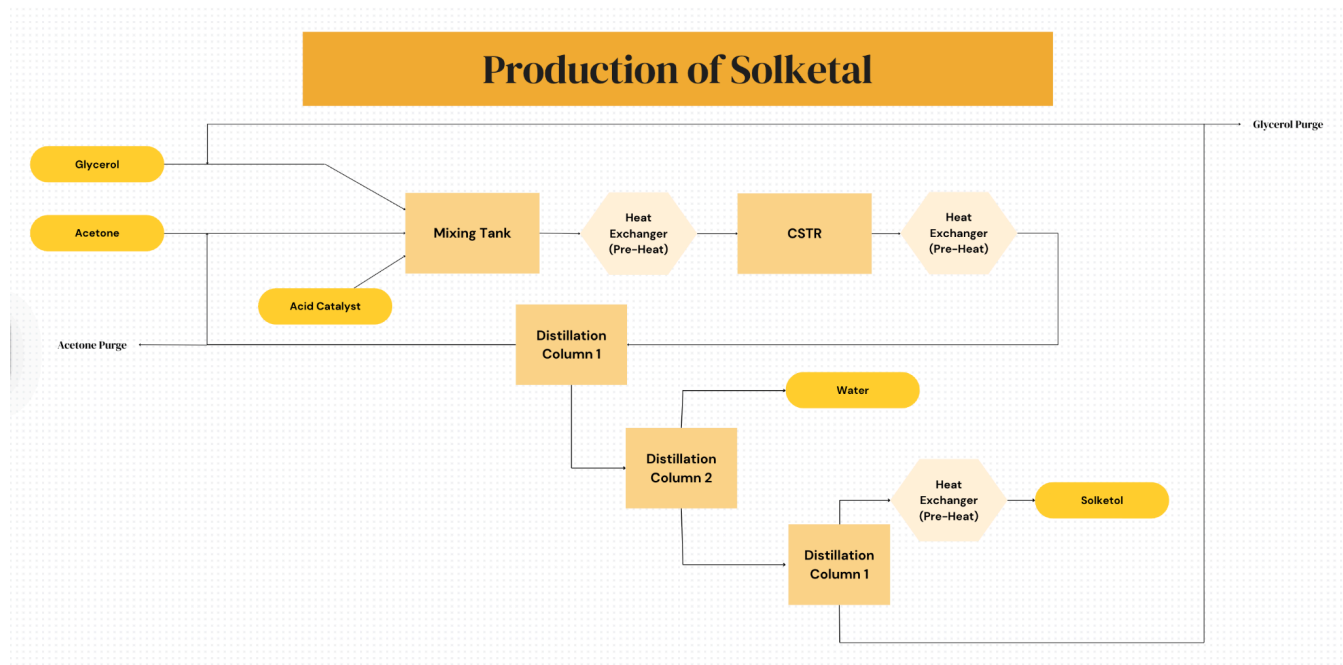 Production of Solketal
Glycerol Purge
Glycerol
Acetone
Mixing Tank
Heat
Exchanger
(Pre-Heat)
CSTR
Heat
Exchanger
(Pre-Heat)
Acid Catalyst
Acetone Purge
Distillation
Column 1
Water
Distillation
Column 2
Heat
Exchanger
(Pre-Heat)
Solketol
Distillation
Column 1